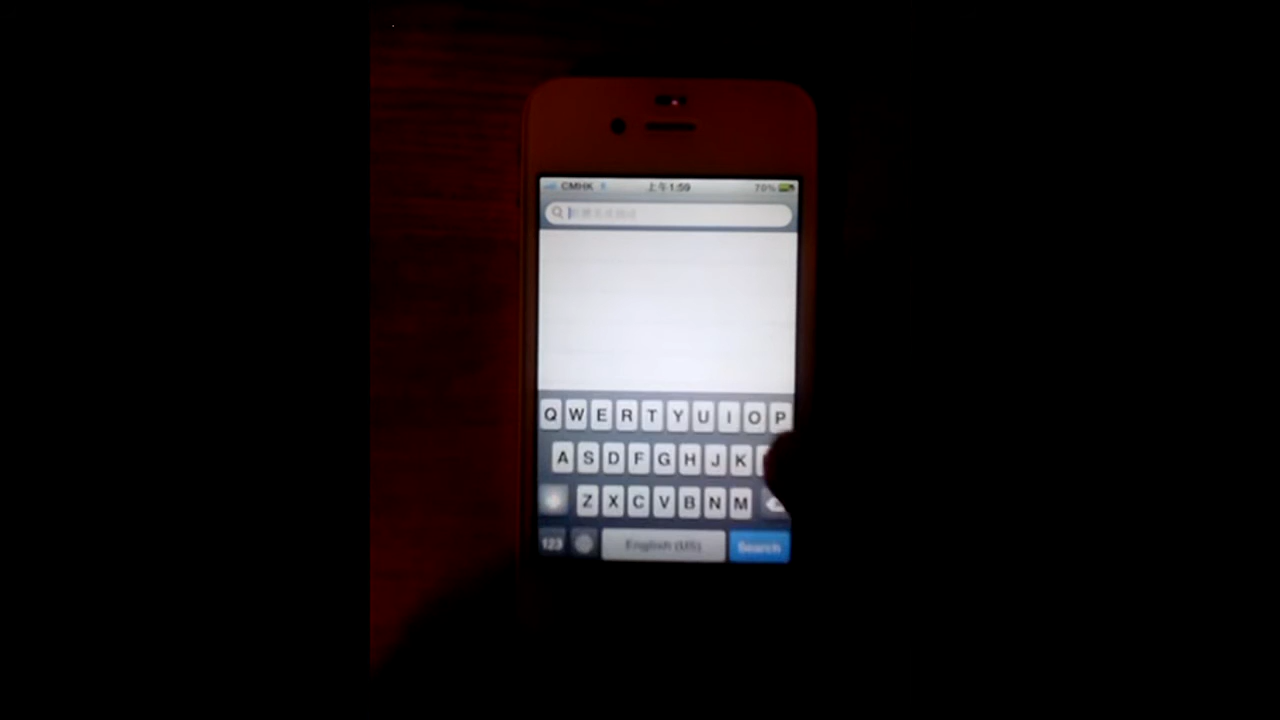 CMHK 上午1:59 70%
Q W E R T Y U I O P
A S D F G H J K
Z X C V B N M
123 English (US) Search